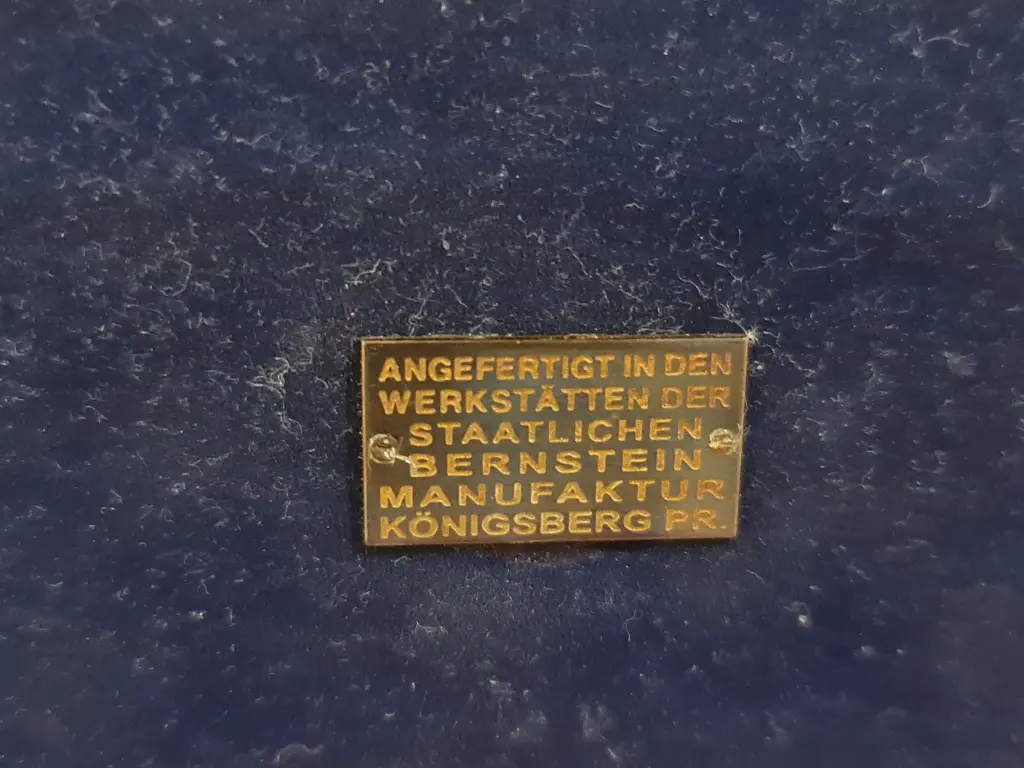 ANGEFERTIGT IN DEN
WERKSTÄTTEN DER
STAATLICHEN
BERNSTEIN
MANUFAKTUR
KÖNIGSBERG PR.